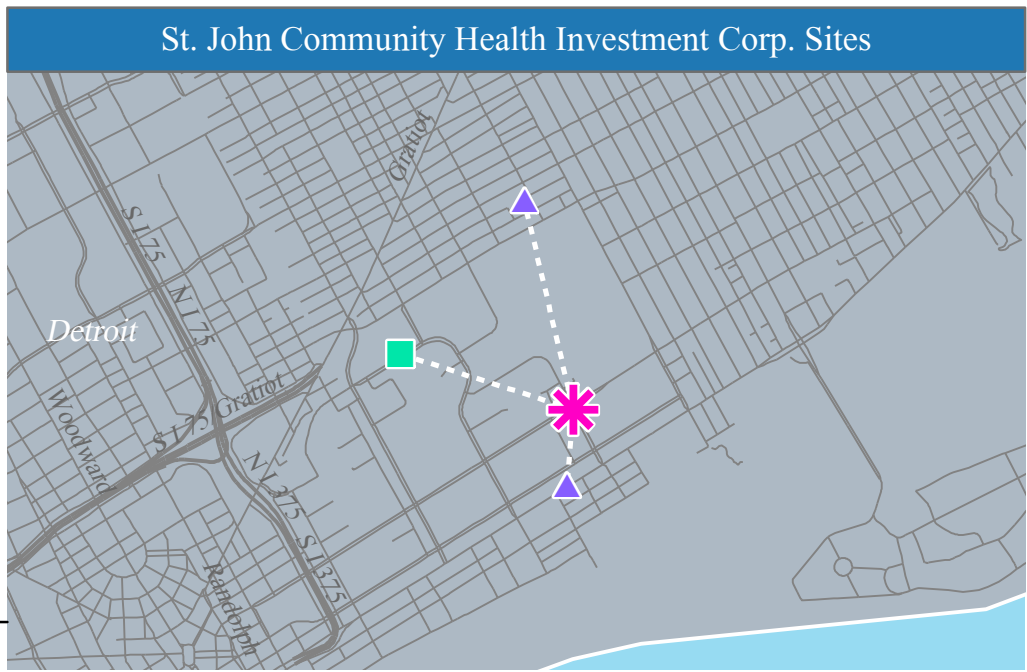 St. John Community Health Investment Corp. Sites
Gratiot
S I 75
N I 75
Detroit
S I 75/Gratiot
Woodward
N I 375
S I 375
Randolph